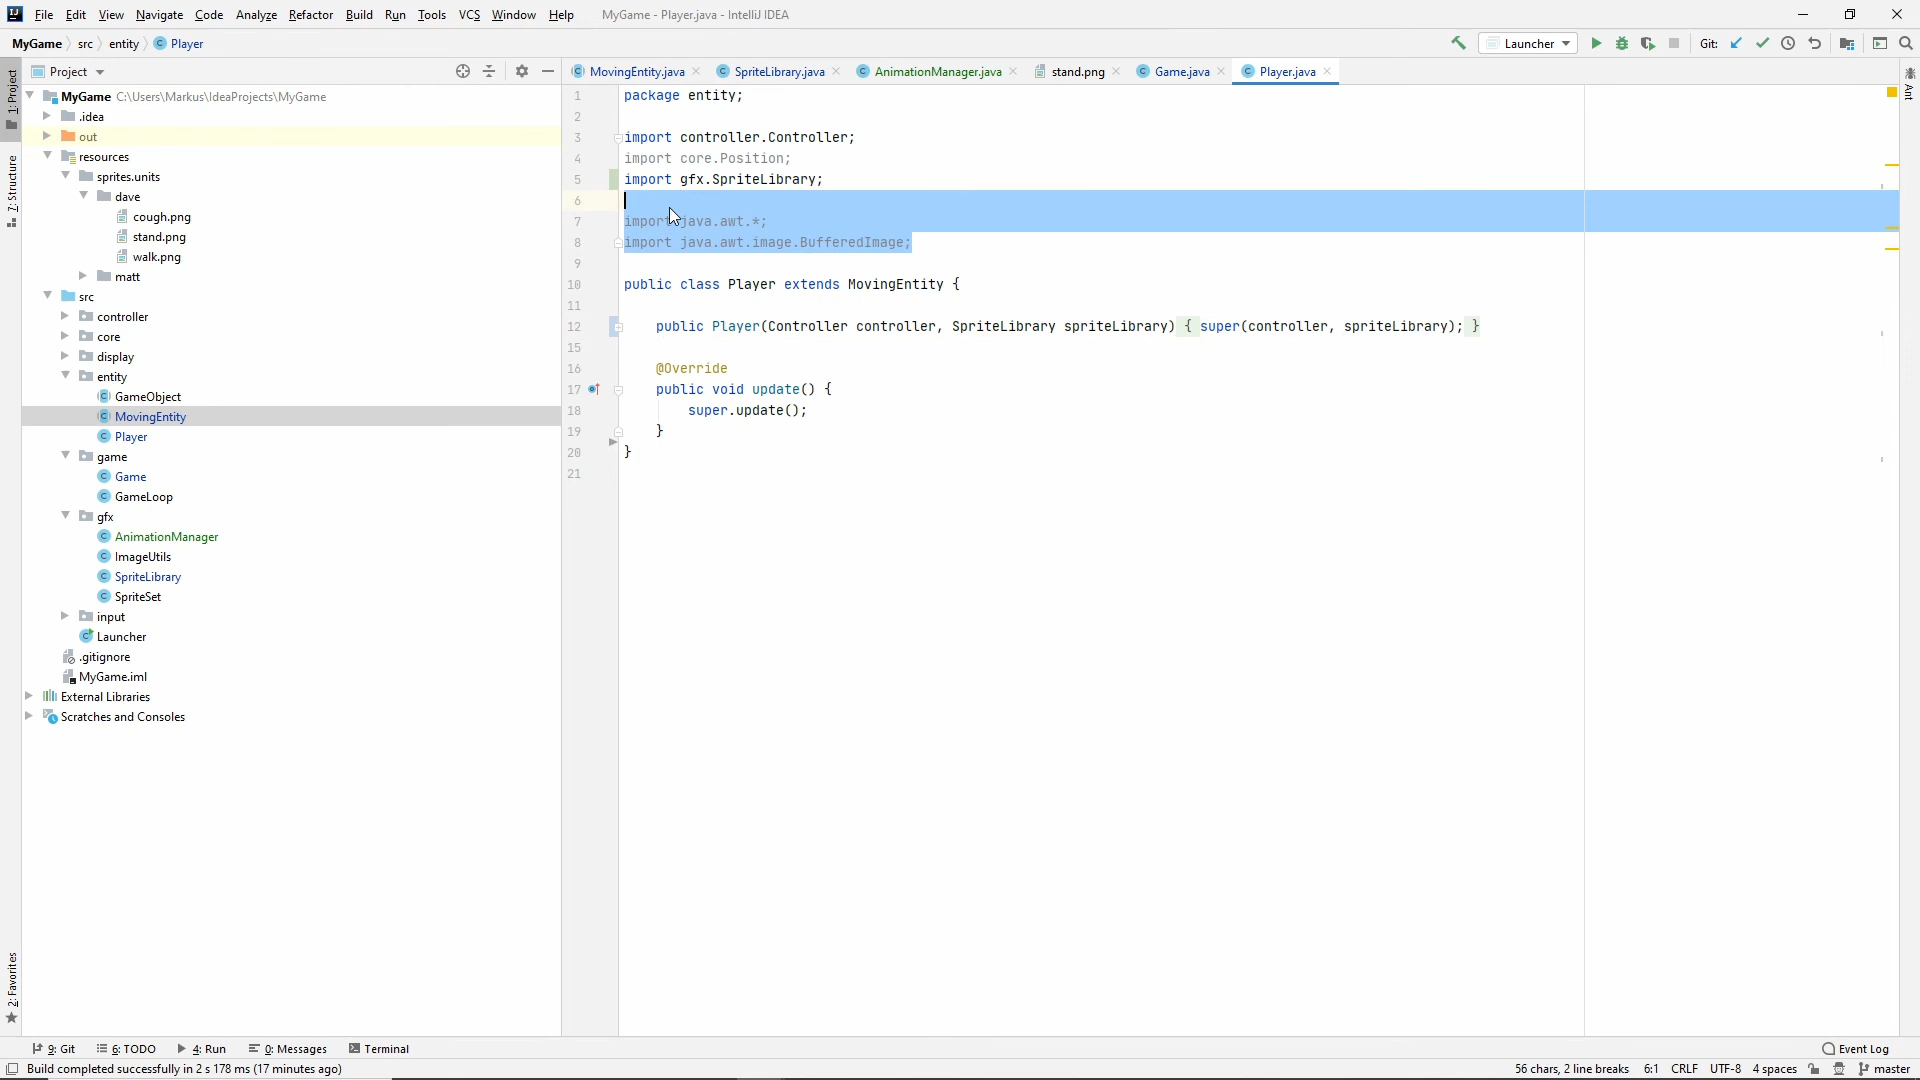 File Edit View Navigate Code Analyze Refactor Build Run Tools VCS Window Help MyGame - Player.java - IntelliJ IDEA
MyGame src entity Player
Launcher Git:
Project
MovingEntity.java SpriteLibrary.java AnimationManager.java stand.png Game.java Player.java
1: Project
7: Structure
2: Favorites
Ant
MyGame C:\Users\Markus\IdeaProjects\MyGame
.idea
out
resources
sprites.units
dave
cough.png
stand.png
walk.png
matt
src
controller
core
display
entity
GameObject
MovingEntity
Player
game
Game
GameLoop
gfx
AnimationManager
ImageUtils
SpriteLibrary
SpriteSet
input
Launcher
.gitignore
MyGame.iml
External Libraries
Scratches and Consoles
1 package entity;
2
3 import controller.Controller;
4 import core.Position;
5 import gfx.SpriteLibrary;
6
7 import java.awt.*;
8 import java.awt.image.BufferedImage;
9
10 public class Player extends MovingEntity {
11
12 public Player(Controller controller, SpriteLibrary spriteLibrary) { super(controller, spriteLibrary); }
15
16 @Override
17 public void update() {
18 super.update();
19 }
20 }
21
9: Git 6: TODO 4: Run 0: Messages Terminal Event Log
Build completed successfully in 2 s 178 ms (17 minutes ago) 56 chars, 2 line breaks 6:1 CRLF UTF-8 4 spaces master